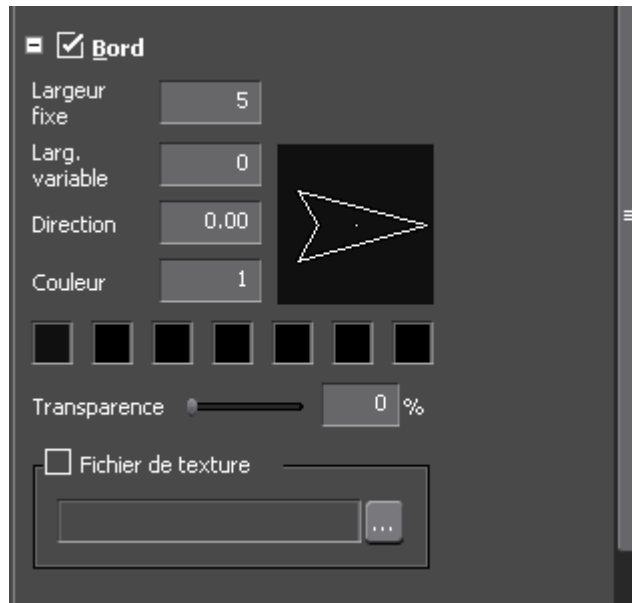 Bord
Largeur
fixe
5
Larg.
variable
0
Direction
0.00
Couleur
1
Transparence
0 %
Fichier de texture
...